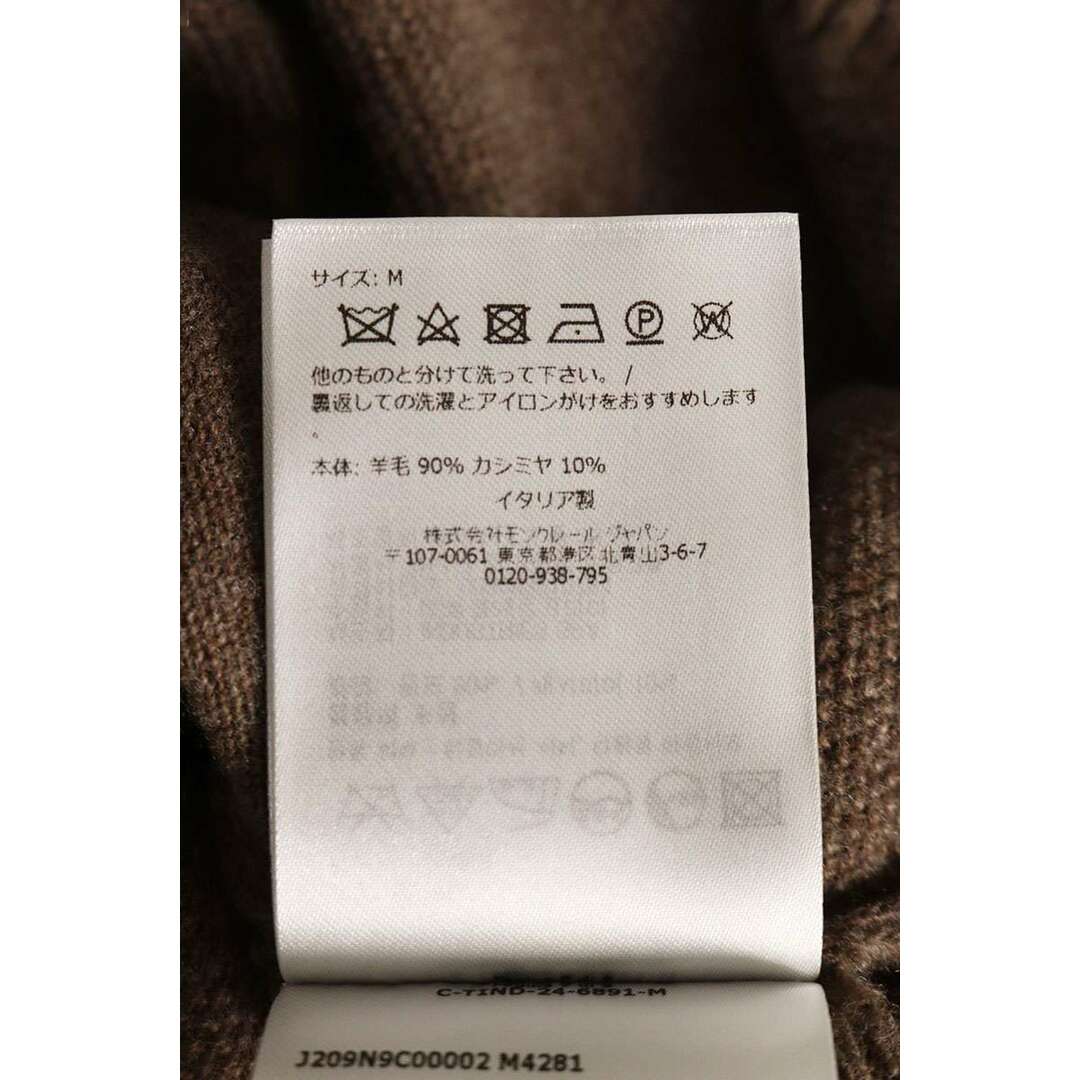 サイズ: M
P W
他のものと分けて洗って下さい。 /
裏返しての洗濯とアイロンがけをおすすめします
。
本体: 羊毛 90% カシミヤ 10%
イタリア製
株式会社モンクレール ジャパン
〒107-0061 東京都港区北青山3-6-7
0120-938-795
C-TIND-24-6891-M
J209N9C00002 M4281